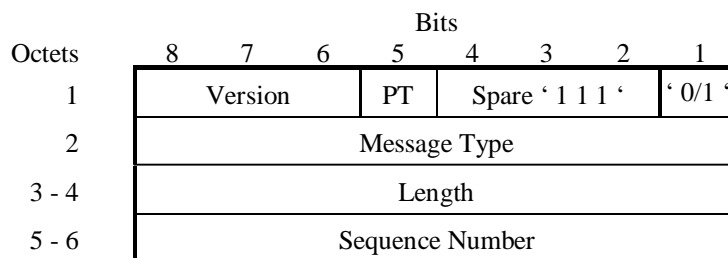 Bits
Octets 8 7 6 5 4 3 2 1
1 Version PT Spare ‘ 1 1 1 ‘ ‘ 0/1 ‘
2 Message Type
3 - 4 Length
5 - 6 Sequence Number